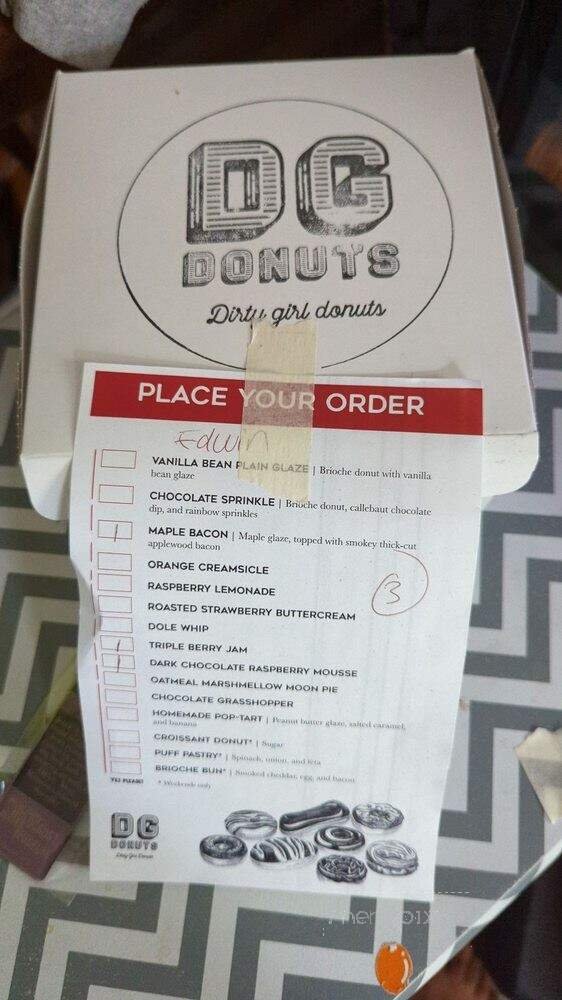 DG
DONUTS
Dirty girl donuts
PLACE YOUR ORDER
Edwin
VANILLA BEAN PLAIN GLAZE | Brioche donut with vanilla
bean glaze
CHOCOLATE SPRINKLE | Brioche donut, callebaut chocolate
dip, and rainbow sprinkles
1 MAPLE BACON | Maple glaze, topped with smokey thick-cut
applewood bacon
ORANGE CREAMSICLE
3
RASPBERRY LEMONADE
ROASTED STRAWBERRY BUTTERCREAM
DOLE WHIP
1 TRIPLE BERRY JAM
1 DARK CHOCOLATE RASPBERRY MOUSSE
OATMEAL MARSHMELLOW MOON PIE
CHOCOLATE GRASSHOPPER
HOMEMADE POP-TART | Peanut butter glaze, salted caramel,
and banana
CROISSANT DONUT* | Sugar
PUFF PASTRY* | Spinach, onion, and feta
BRIOCHE BUN* | Smoked cheddar, egg, and bacon
YES PLEASE! * Weekends only
DG
DONUTS
Dirty Girl Donuts